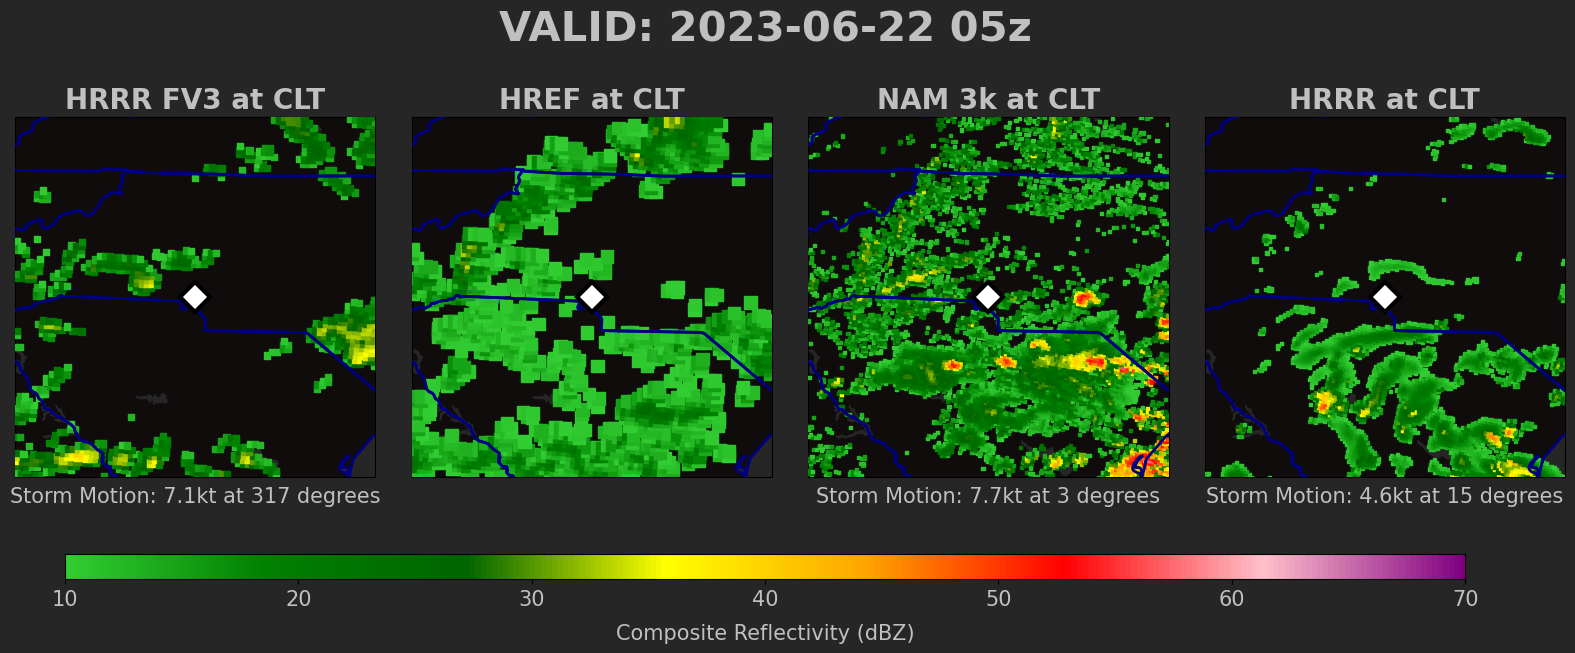 VALID: 2023-06-22 05z
HRRR FV3 at CLT
HREF at CLT
NAM 3k at CLT
HRRR at CLT
Storm Motion: 7.1kt at 317 degrees
Storm Motion: 7.7kt at 3 degrees
Storm Motion: 4.6kt at 15 degrees
10 20 30 40 50 60 70
Composite Reflectivity (dBZ)